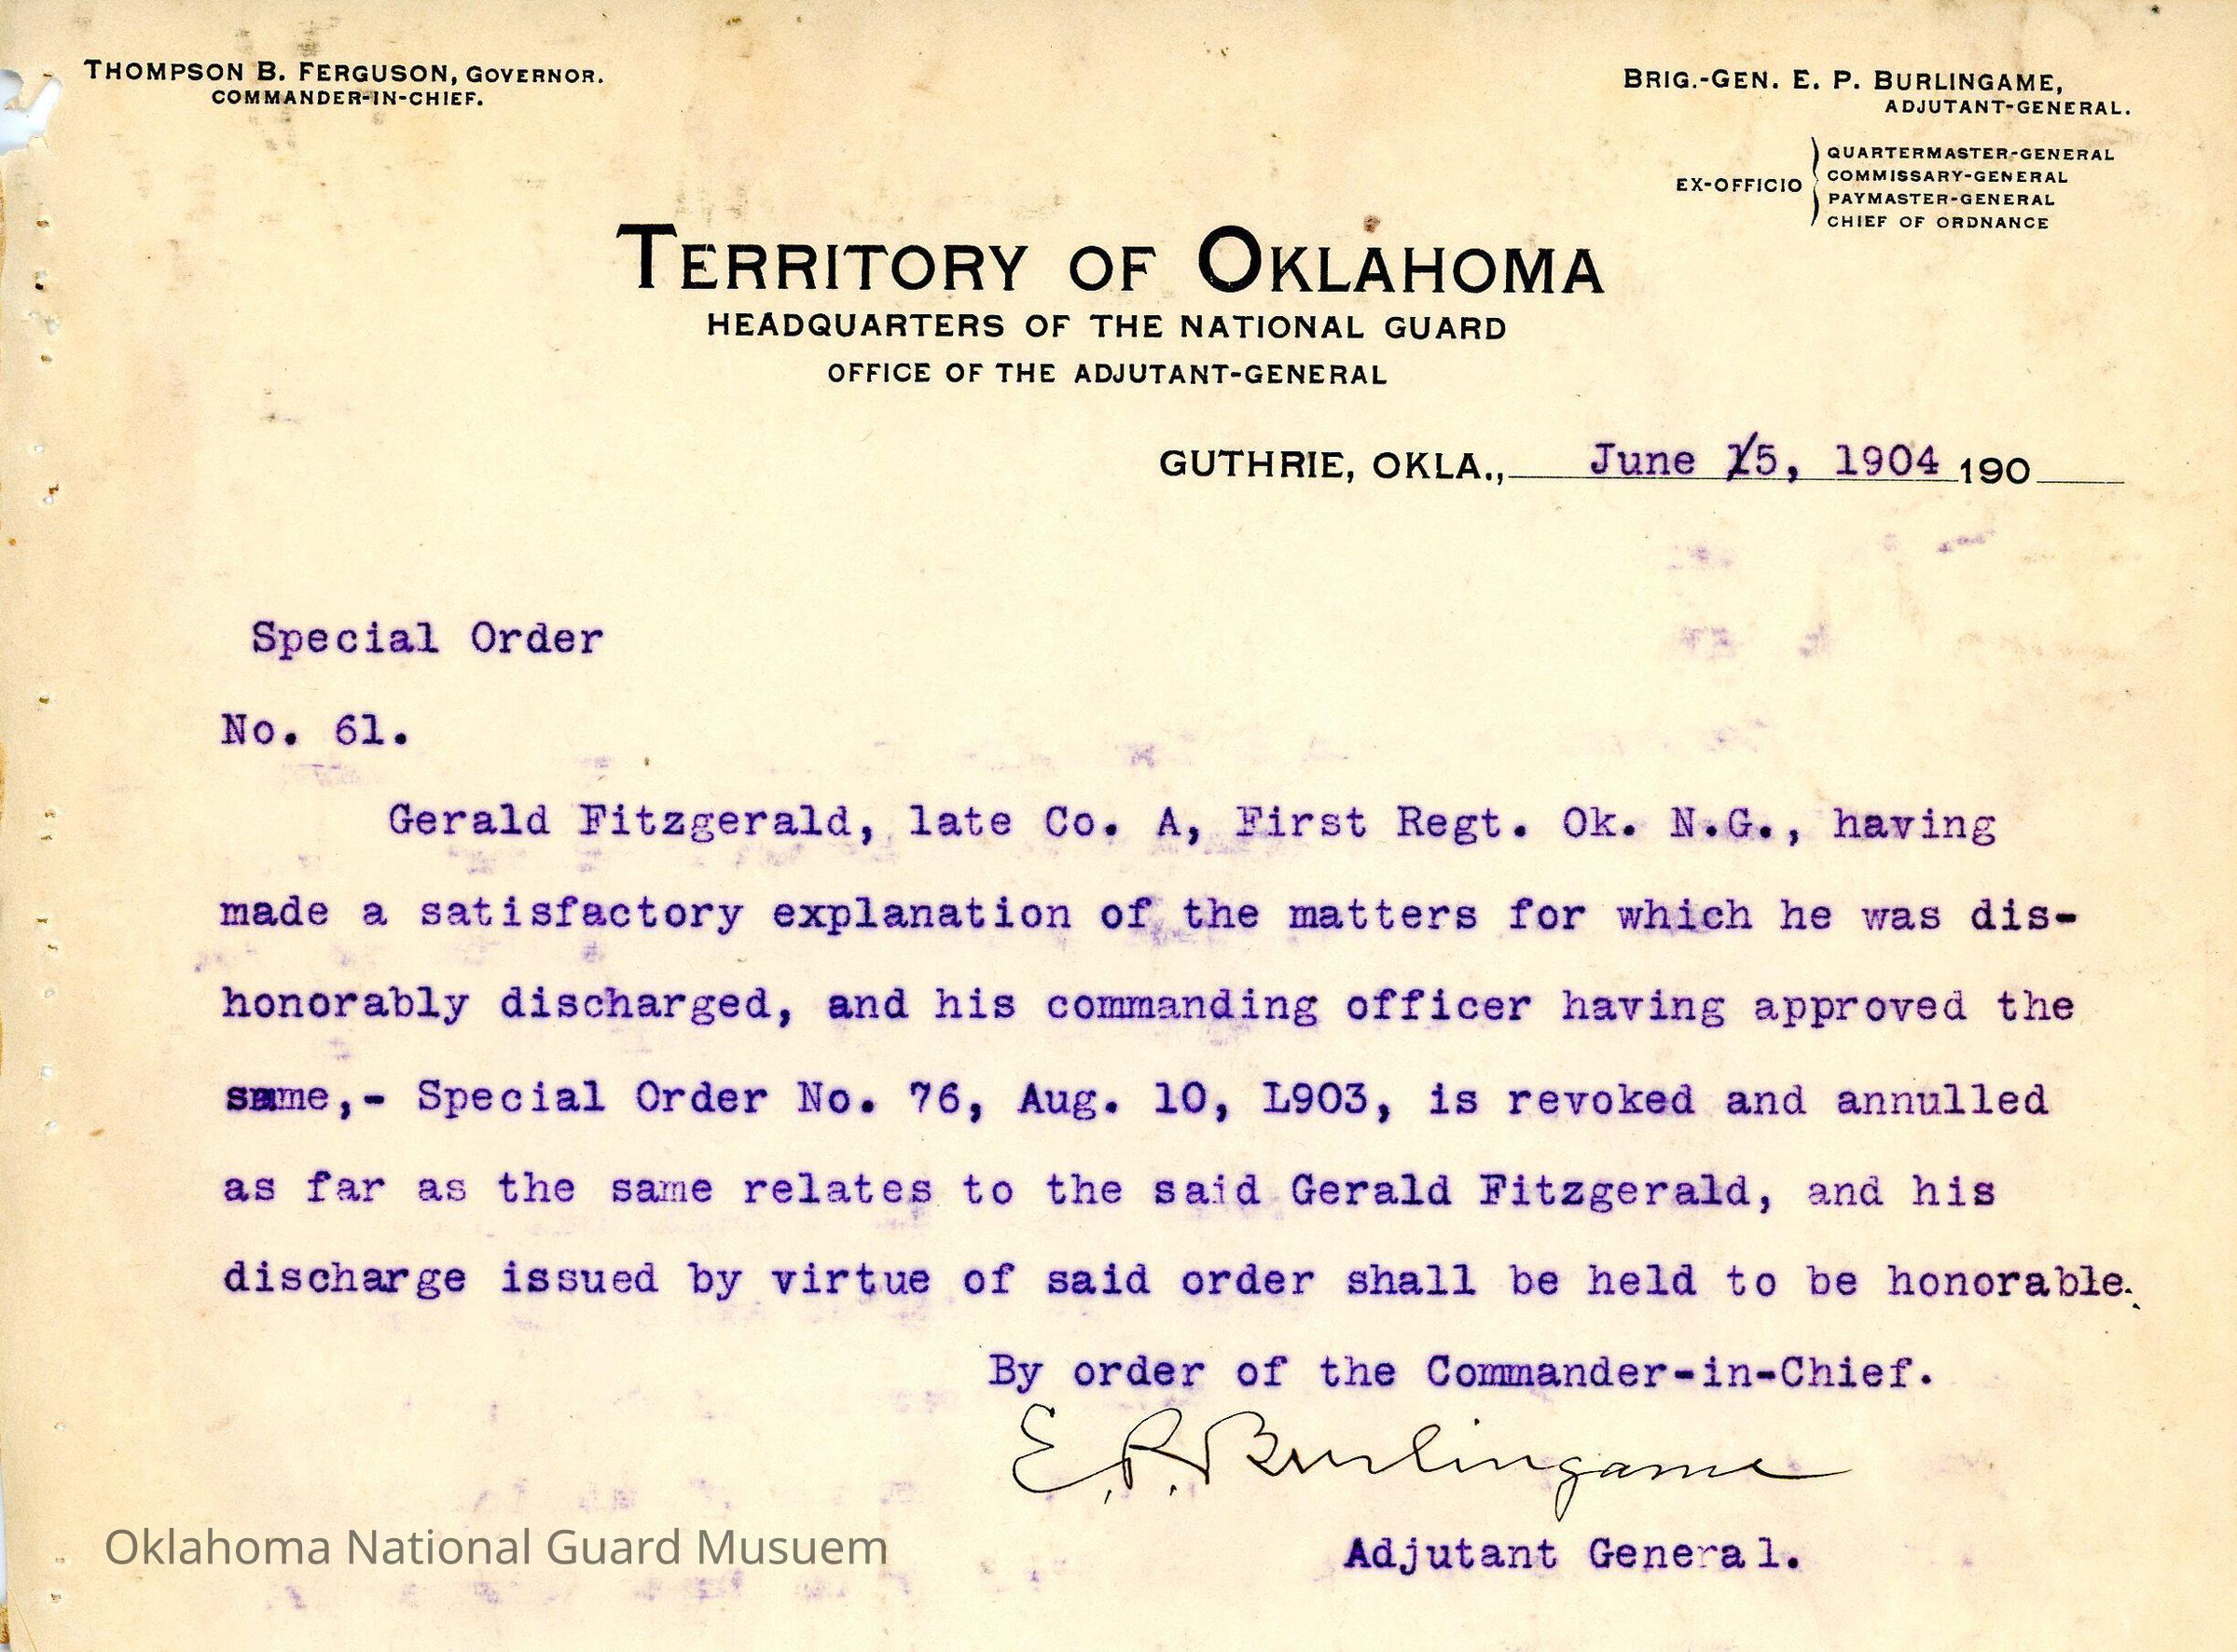 THOMPSON B. FERGUSON, GOVERNOR.
COMMANDER-IN-CHIEF.
BRIG.-GEN. E. P. BURLINGAME,
ADJUTANT-GENERAL.
EX-OFFICIO
QUARTERMASTER-GENERAL
COMMISSARY-GENERAL
PAYMASTER-GENERAL
CHIEF OF ORDNANCE
TERRITORY OF OKLAHOMA
HEADQUARTERS OF THE NATIONAL GUARD
OFFICE OF THE ADJUTANT-GENERAL
GUTHRIE, OKLA., June 15, 1904 190
Special Order
No. 61.
Gerald Fitzgerald, late Co. A, First Regt. Ok. N.G., having
made a satisfactory explanation of the matters for which he was dis-
honorably discharged, and his commanding officer having approved the
same,- Special Order No. 76, Aug. 10, L903, is revoked and annulled
as far as the same relates to the said Gerald Fitzgerald, and his
discharge issued by virtue of said order shall be held to be honorable.
By order of the Commander-in-Chief.
E. P. Burlingame
Adjutant General.
Oklahoma National Guard Musuem